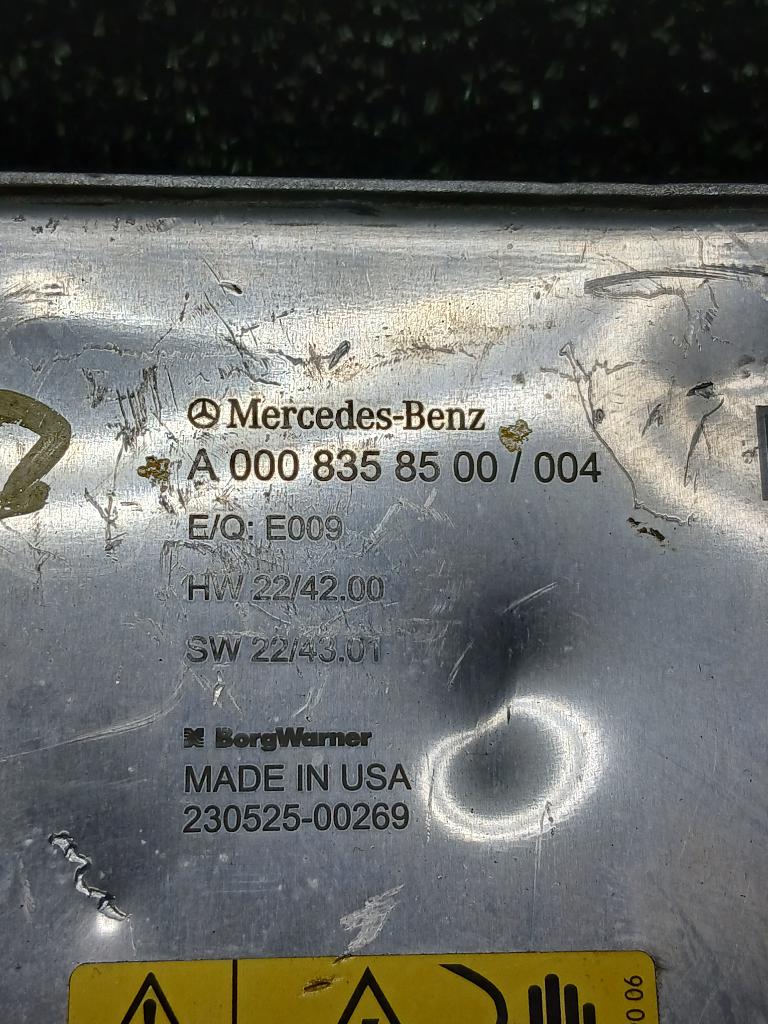 Mercedes-Benz
A 000 835 85 00 / 004
E/Q: E009
HW 22/42.00
SW 22/43.01
BorgWarner
MADE IN USA
230525-00269